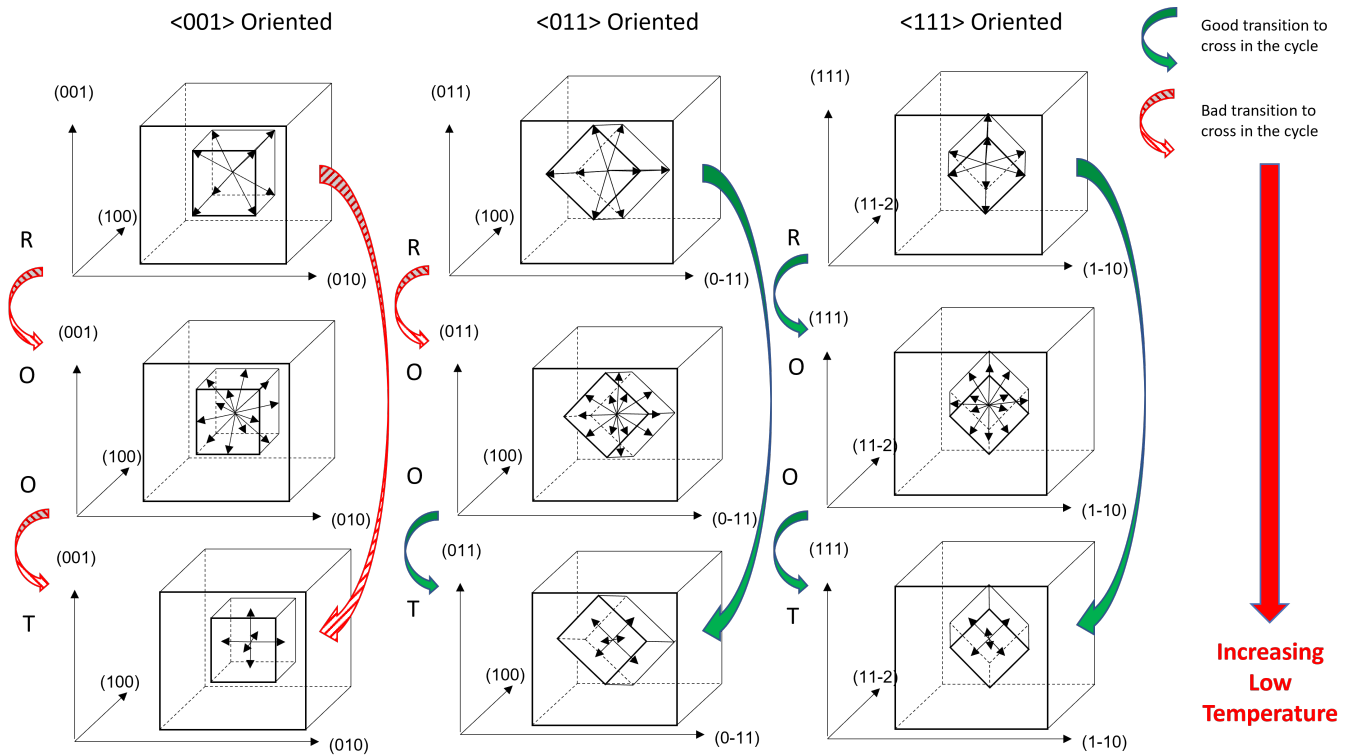 <001> Oriented
<011> Oriented
<111> Oriented
Good transition to
cross in the cycle
Bad transition to
cross in the cycle
(001)
(100)
(010)
(011)
(100)
(0-11)
(111)
(11-2)
(1-10)
R
R
R
(001)
(100)
(010)
(011)
(100)
(0-11)
(111)
(11-2)
(1-10)
O
O
O
O
O
O
(001)
(100)
(010)
(011)
(100)
(0-11)
(111)
(11-2)
(1-10)
T
T
T
Increasing
Low
Temperature